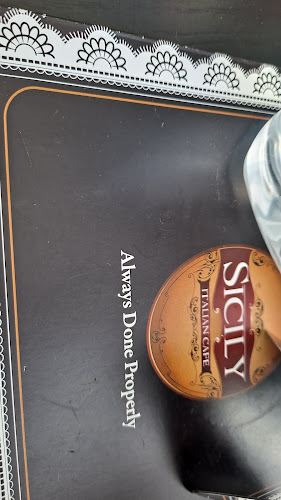 SICILY
ITALIAN CAFE
Always Done Properly